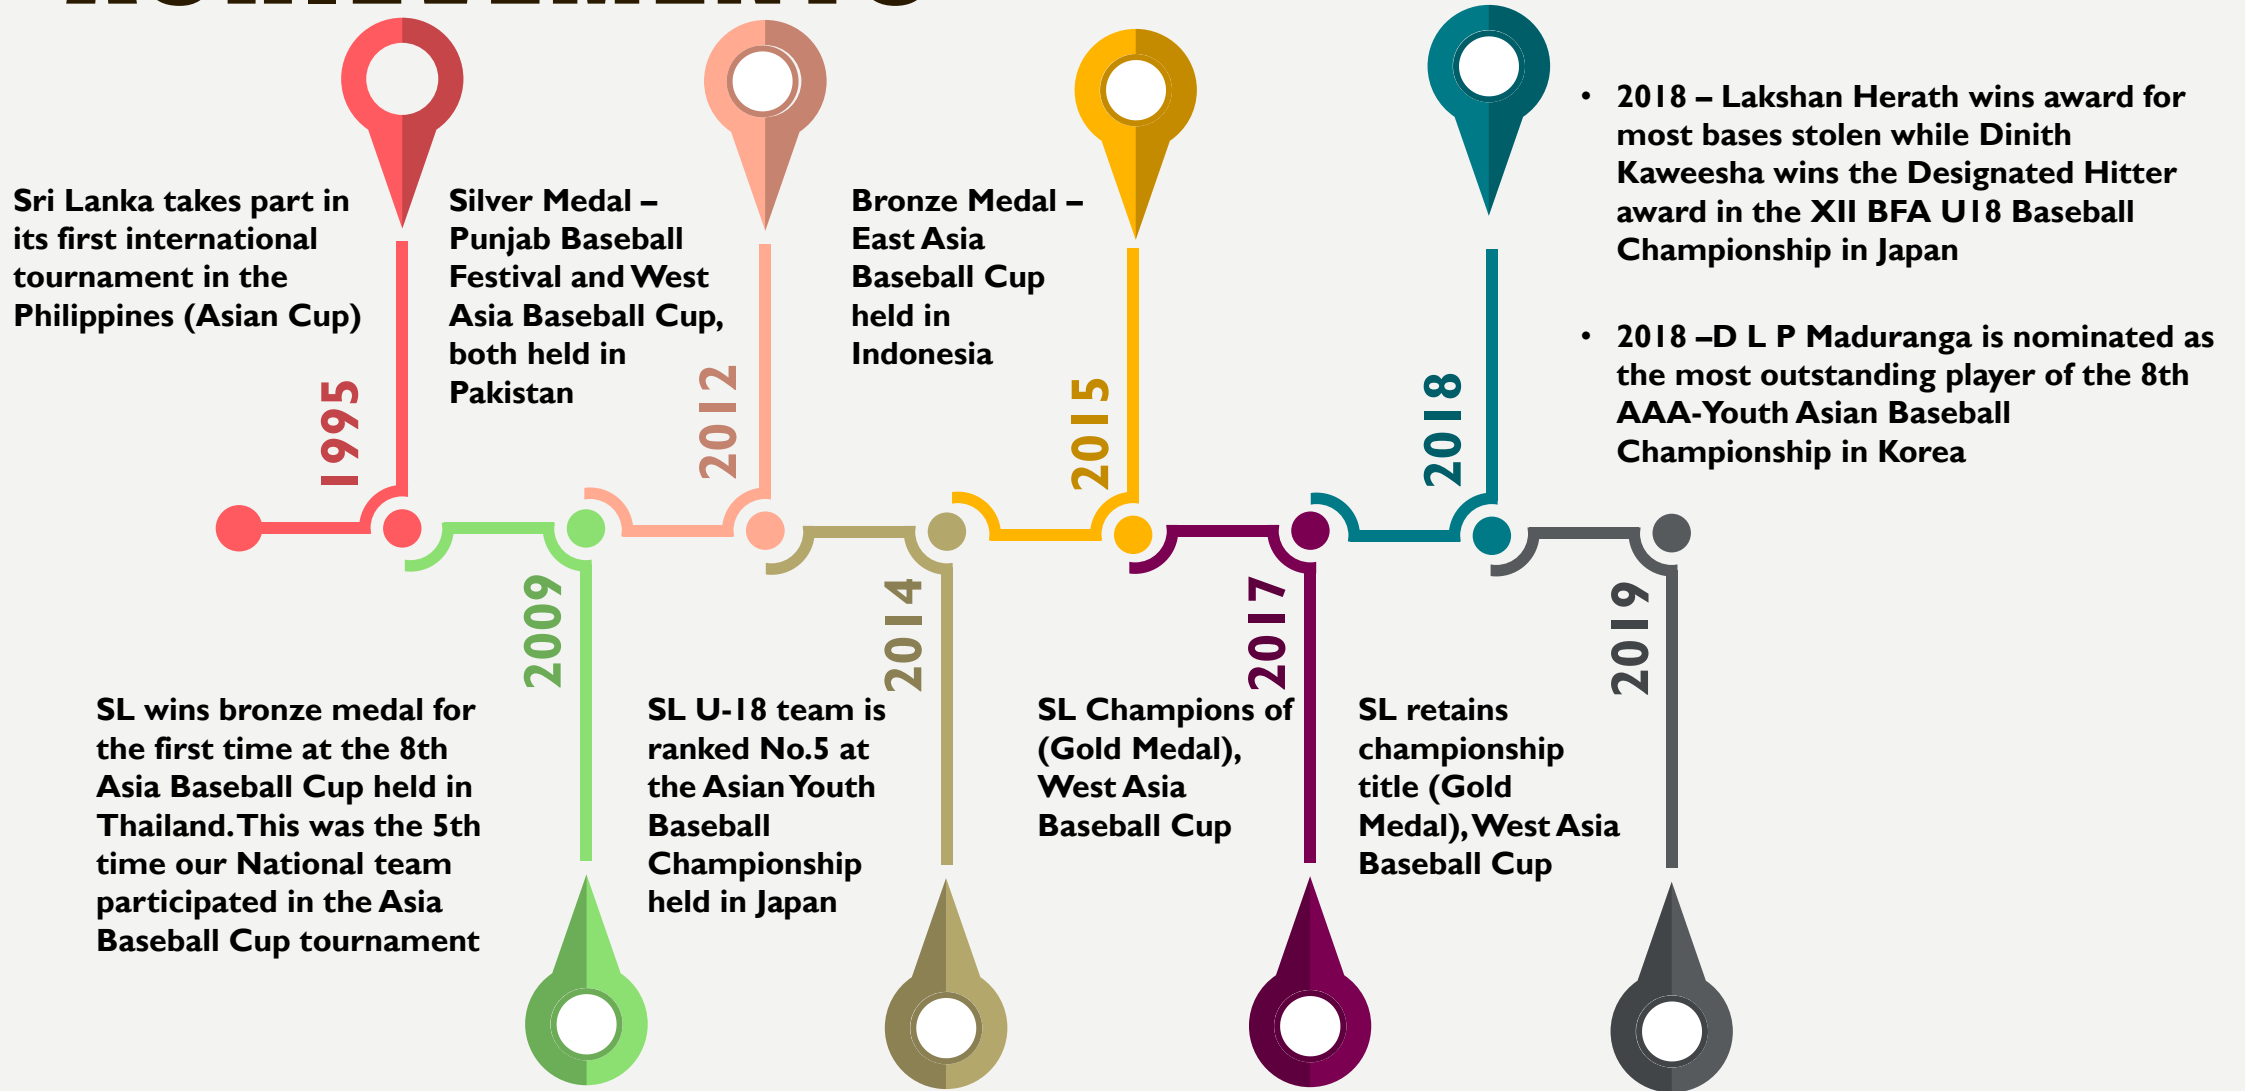 ACHIEVEMENTS
Sri Lanka takes part in
its first international
tournament in the
Philippines (Asian Cup)
1995
Silver Medal –
Punjab Baseball
Festival and West
Asia Baseball Cup,
both held in
Pakistan
2012
Bronze Medal –
East Asia
Baseball Cup
held in
Indonesia
2015
2018
• 2018 – Lakshan Herath wins award for
most bases stolen while Dinith
Kaweesha wins the Designated Hitter
award in the XII BFA U18 Baseball
Championship in Japan
• 2018 –D L P Maduranga is nominated as
the most outstanding player of the 8th
AAA-Youth Asian Baseball
Championship in Korea
2009
SL wins bronze medal for
the first time at the 8th
Asia Baseball Cup held in
Thailand. This was the 5th
time our National team
participated in the Asia
Baseball Cup tournament
2014
SL U-18 team is
ranked No.5 at
the Asian Youth
Baseball
Championship
held in Japan
2017
SL Champions of
(Gold Medal),
West Asia
Baseball Cup
2019
SL retains
championship
title (Gold
Medal), West Asia
Baseball Cup